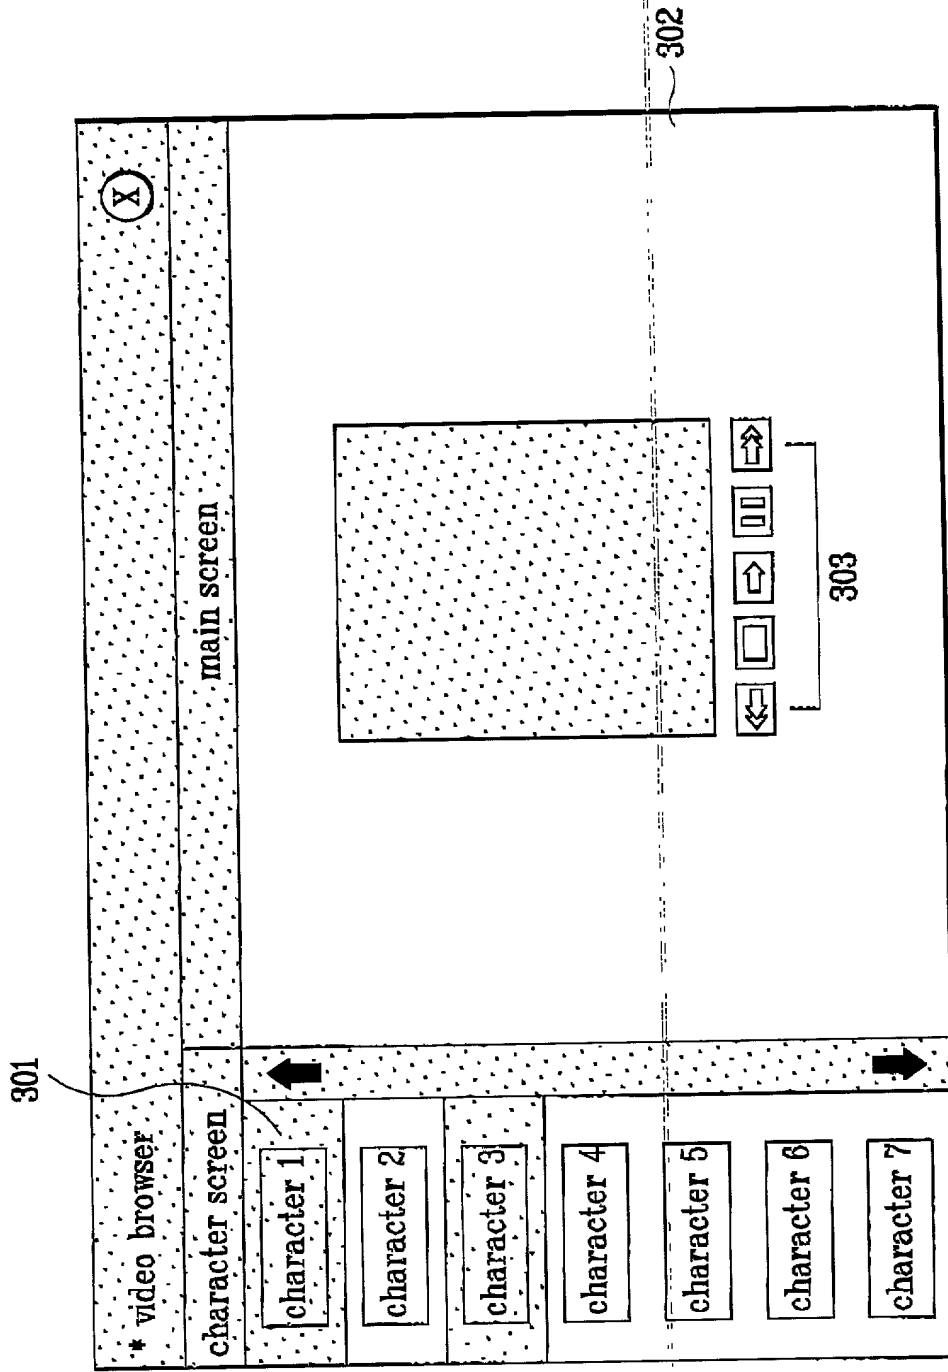 * video browser
X
character screen
main screen
301
character 1
character 2
character 3
character 4
character 5
character 6
character 7
302
303